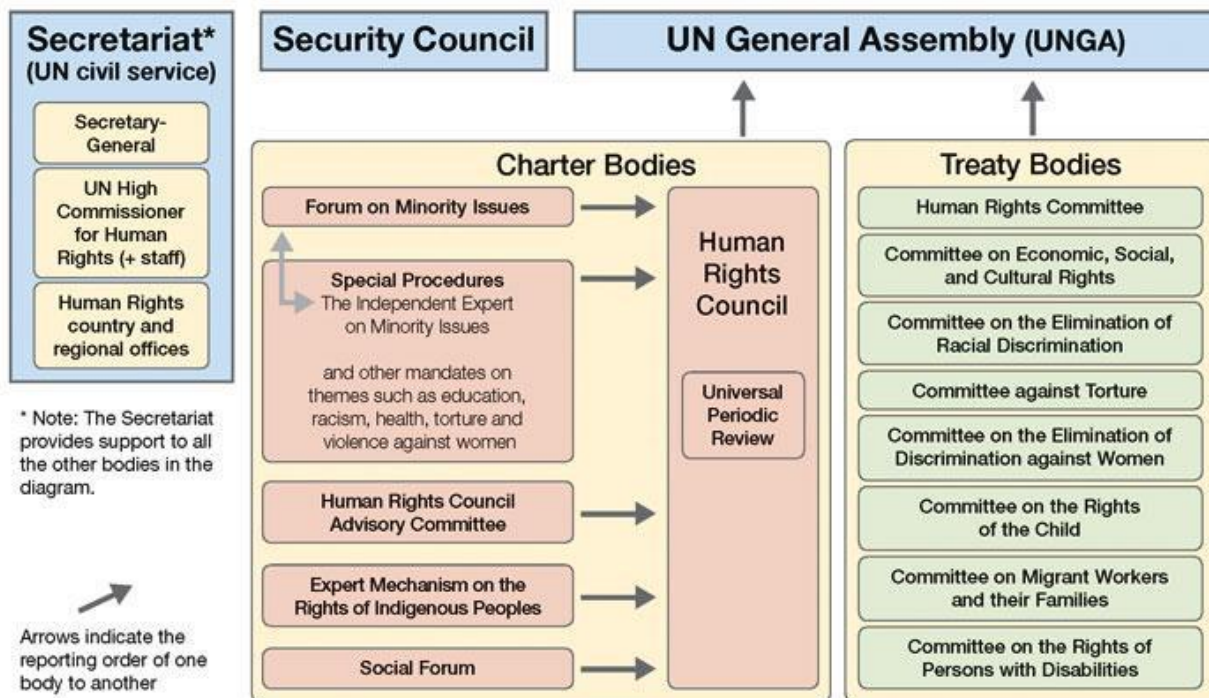 Secretariat*
(UN civil service)
Secretary-
General
UN High
Commissioner
for Human
Rights (+ staff)
Human Rights
country and
regional offices
* Note: The Secretariat
provides support to all
the other bodies in the
diagram.
Arrows indicate the
reporting order of one
body to another
Security Council
UN General Assembly (UNGA)
Charter Bodies
Forum on Minority Issues
Special Procedures
The Independent Expert
on Minority Issues
and other mandates on
themes such as education,
racism, health, torture and
violence against women
Human Rights Council
Advisory Committee
Expert Mechanism on the
Rights of Indigenous Peoples
Social Forum
Human
Rights
Council
Universal
Periodic
Review
Treaty Bodies
Human Rights Committee
Committee on Economic, Social,
and Cultural Rights
Committee on the Elimination of
Racial Discrimination
Committee against Torture
Committee on the Elimination of
Discrimination against Women
Committee on the Rights
of the Child
Committee on Migrant Workers
and their Families
Committee on the Rights of
Persons with Disabilities